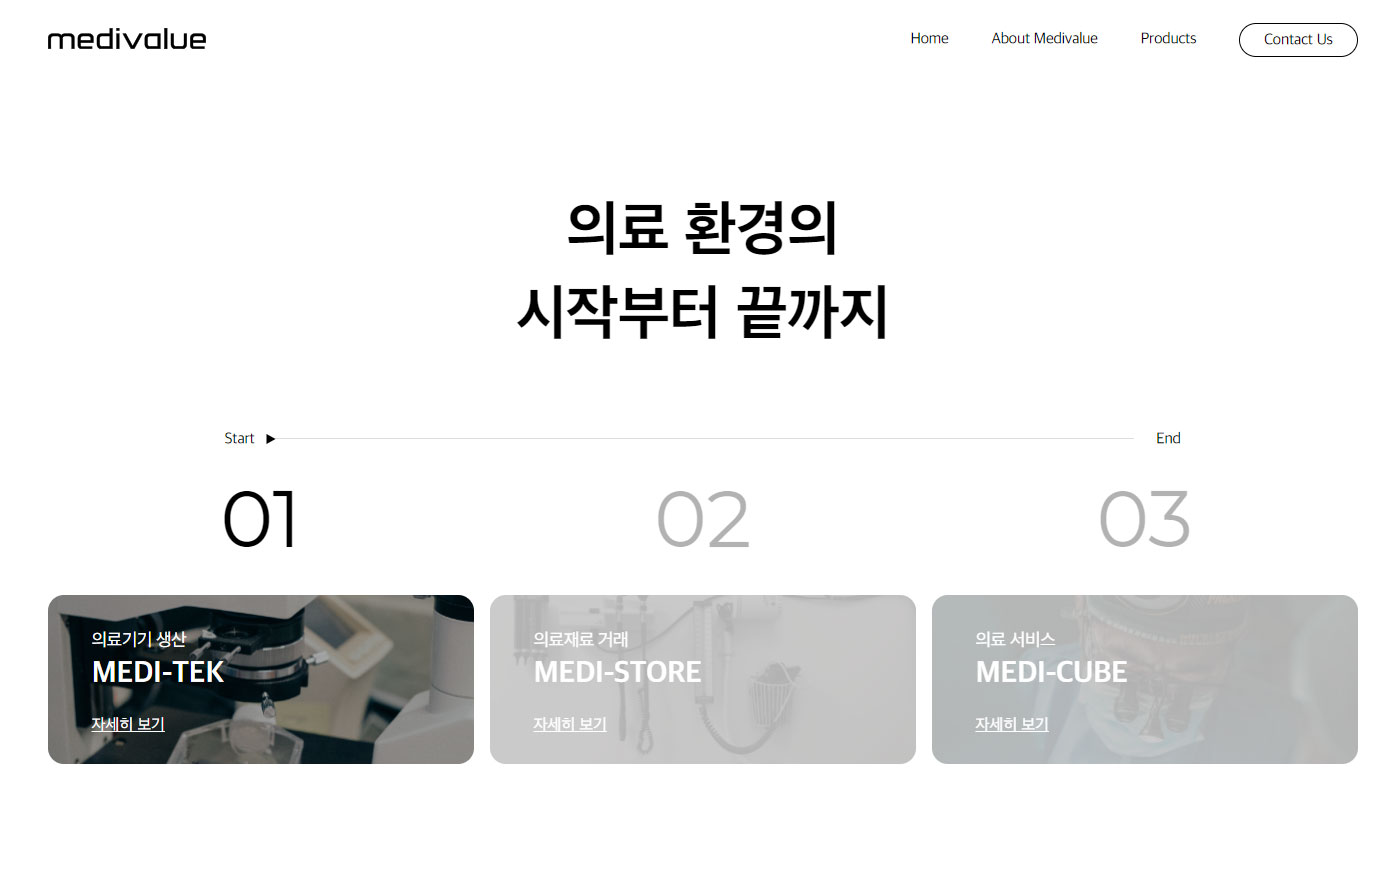 medivalue
Home
About Medivalue
Products
Contact Us
의료 환경의
시작부터 끝까지
Start
End
01
02
03
의료기기 생산
MEDI-TEK
자세히 보기
의료재료 거래
MEDI-STORE
자세히 보기
의료 서비스
MEDI-CUBE
자세히 보기